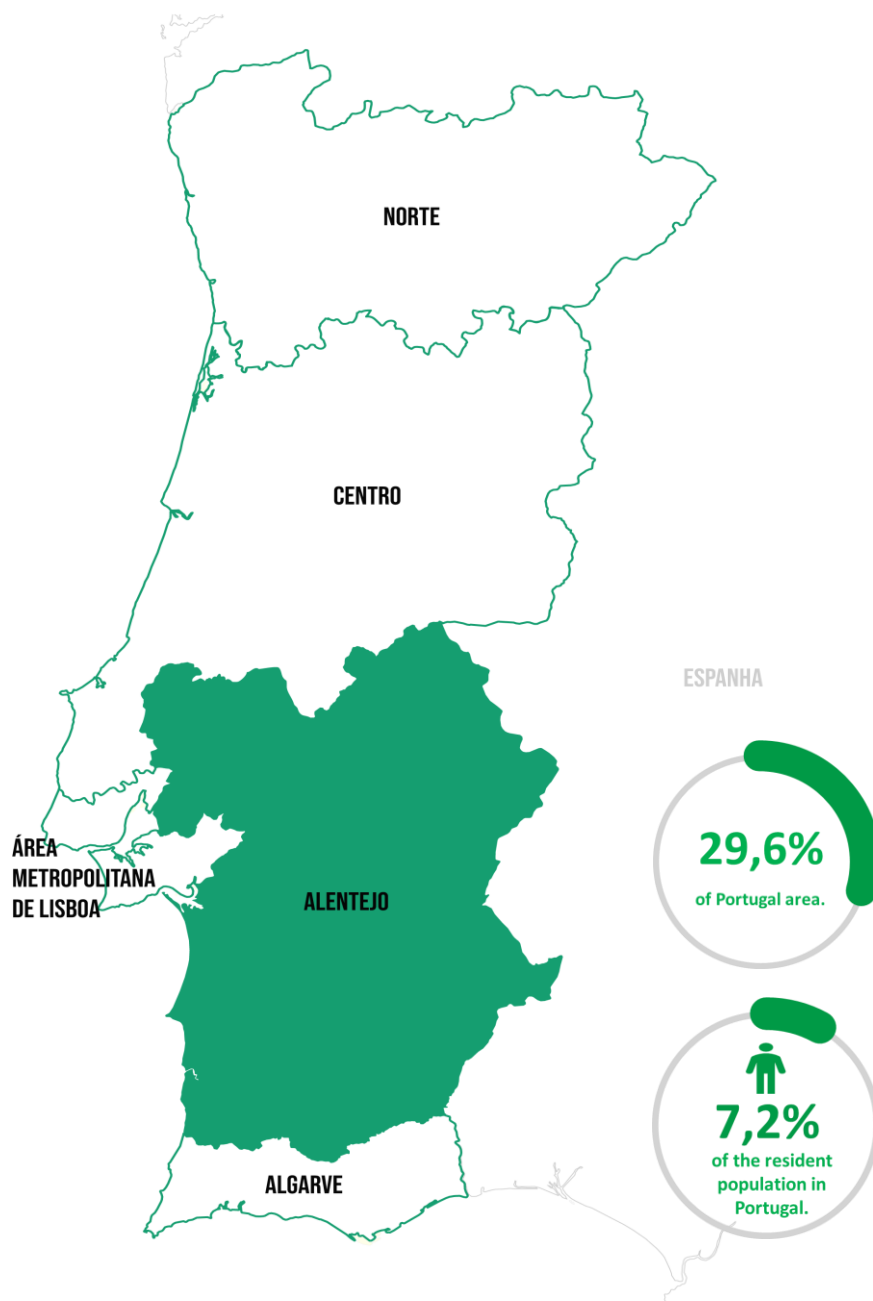 NORTE
CENTRO
ESPANHA
ÁREA
METROPOLITANA
DE LISBOA
ALENTEJO
29,6%
of Portugal area.
7,2%
of the resident
population in
Portugal.
ALGARVE